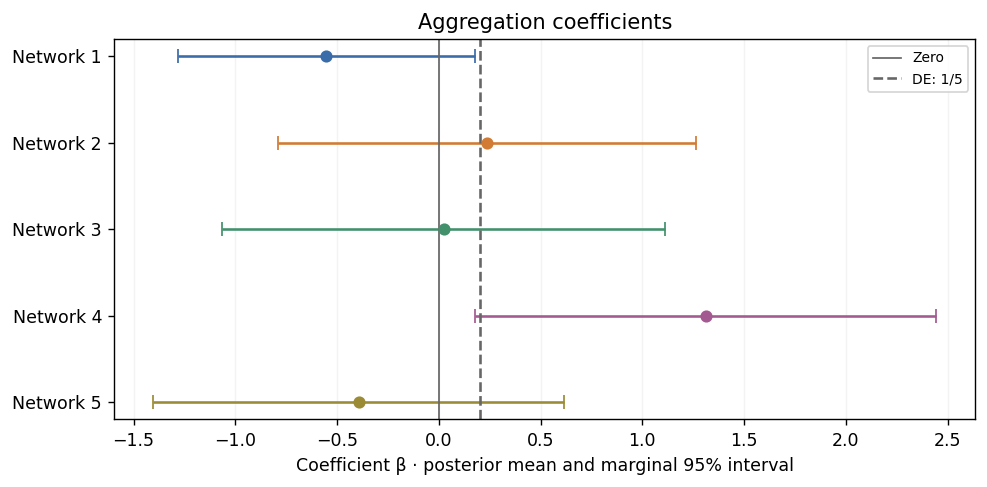 Aggregation coefficients
Network 1
Network 2
Network 3
Network 4
Network 5
Zero
DE: 1/5
−1.5 −1.0 −0.5 0.0 0.5 1.0 1.5 2.0 2.5
Coefficient β · posterior mean and marginal 95% interval